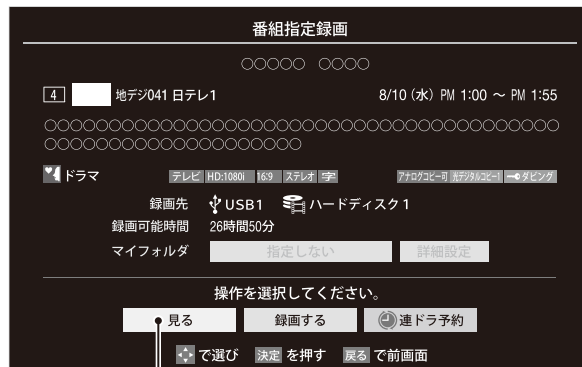 番組指定録画
○○○○○ ○○○○
4 地デジ041 日テレ1 8/10 (水) PM 1:00 ～ PM 1:55
○○○○○○○○○○○○○○○○○○○○○○○○○○○○○○○○○○○○○○○○
○○○○○○○○○○○○○○○○○○○○
ドラマ テレビ HD:1080i 16:9 ステレオ 字 アナログコピー可 光デジタルコピー1 ダビング
録画先 USB1 ハードディスク1
録画可能時間 26時間50分
マイフォルダ 指定しない 詳細設定
操作を選択してください。
見る 録画する 連ドラ予約
で選び 決定 を押す 戻る で前画面